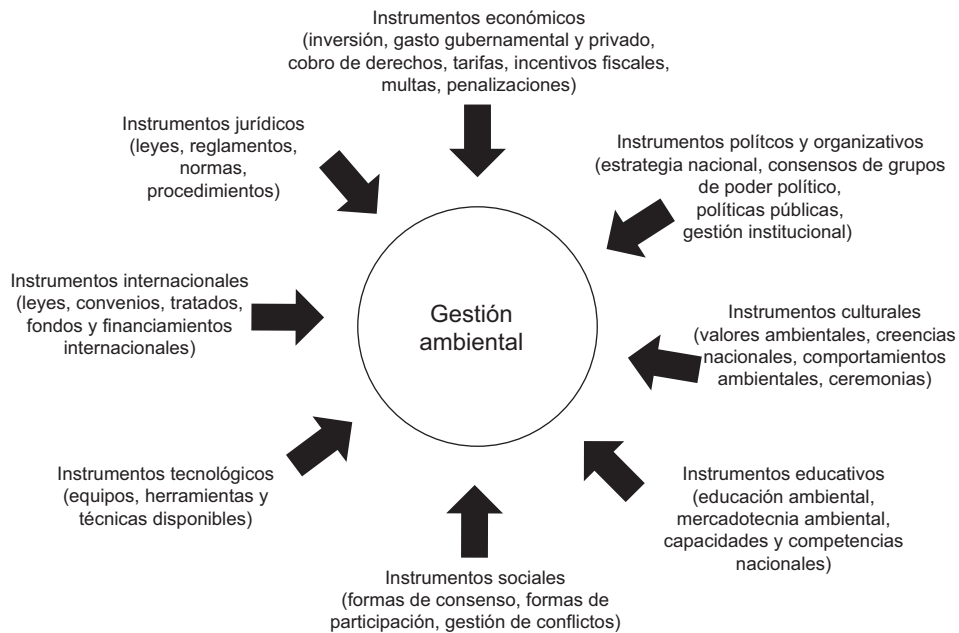 Instrumentos económicos
(inversión, gasto gubernamental y privado,
cobro de derechos, tarifas, incentivos fiscales,
multas, penalizaciones)
Instrumentos jurídicos
(leyes, reglamentos,
normas,
procedimientos)
Instrumentos polítcos y organizativos
(estrategia nacional, consensos de grupos
de poder político,
políticas públicas,
gestión institucional)
Instrumentos internacionales
(leyes, convenios, tratados,
fondos y financiamientos
internacionales)
Gestión
ambiental
Instrumentos culturales
(valores ambientales, creencias
nacionales, comportamientos
ambientales, ceremonias)
Instrumentos tecnológicos
(equipos, herramientas y
técnicas disponibles)
Instrumentos educativos
(educación ambiental,
mercadotecnia ambiental,
capacidades y competencias
nacionales)
Instrumentos sociales
(formas de consenso, formas de
participación, gestión de conflictos)